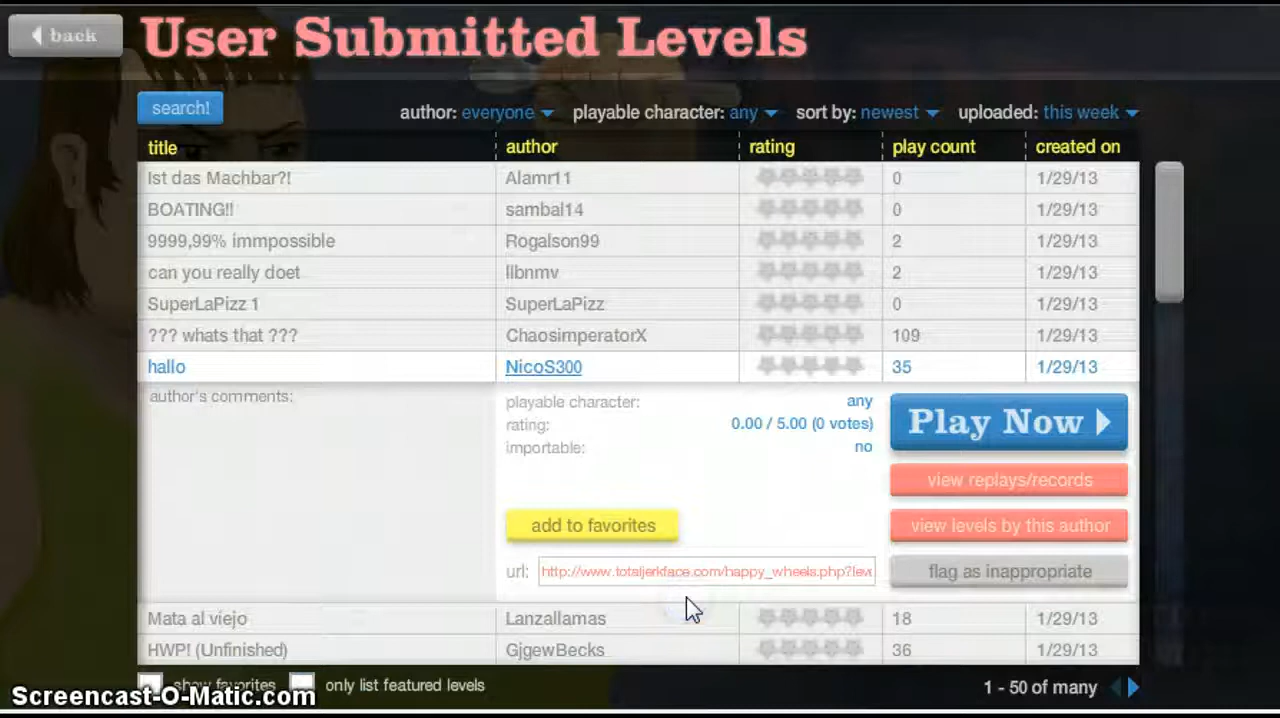 back
User Submitted Levels
search!
author: everyone playable character: any sort by: newest uploaded: this week
title author rating play count created on
Ist das Machbar?! Alamr11 0 1/29/13
BOATING!! sambal14 0 1/29/13
9999,99% immpossible Rogalson99 2 1/29/13
can you really doet llbnmv 2 1/29/13
SuperLaPizz 1 SuperLaPizz 0 1/29/13
??? whats that ??? ChaosimperatorX 109 1/29/13
hallo NicoS300 35 1/29/13
author's comments:
playable character: any
rating: 0.00 / 5.00 (0 votes)
importable: no
add to favorites
url: http://www.totaljerkface.com/happy_wheels.php?leve
Play Now
view replays/records
view levels by this author
flag as inappropriate
Mata al viejo Lanzallamas 18 1/29/13
HWP! (Unfinished) GjgewBecks 36 1/29/13
show favorites only list featured levels
1 - 50 of many
Screencast-O-Matic.com